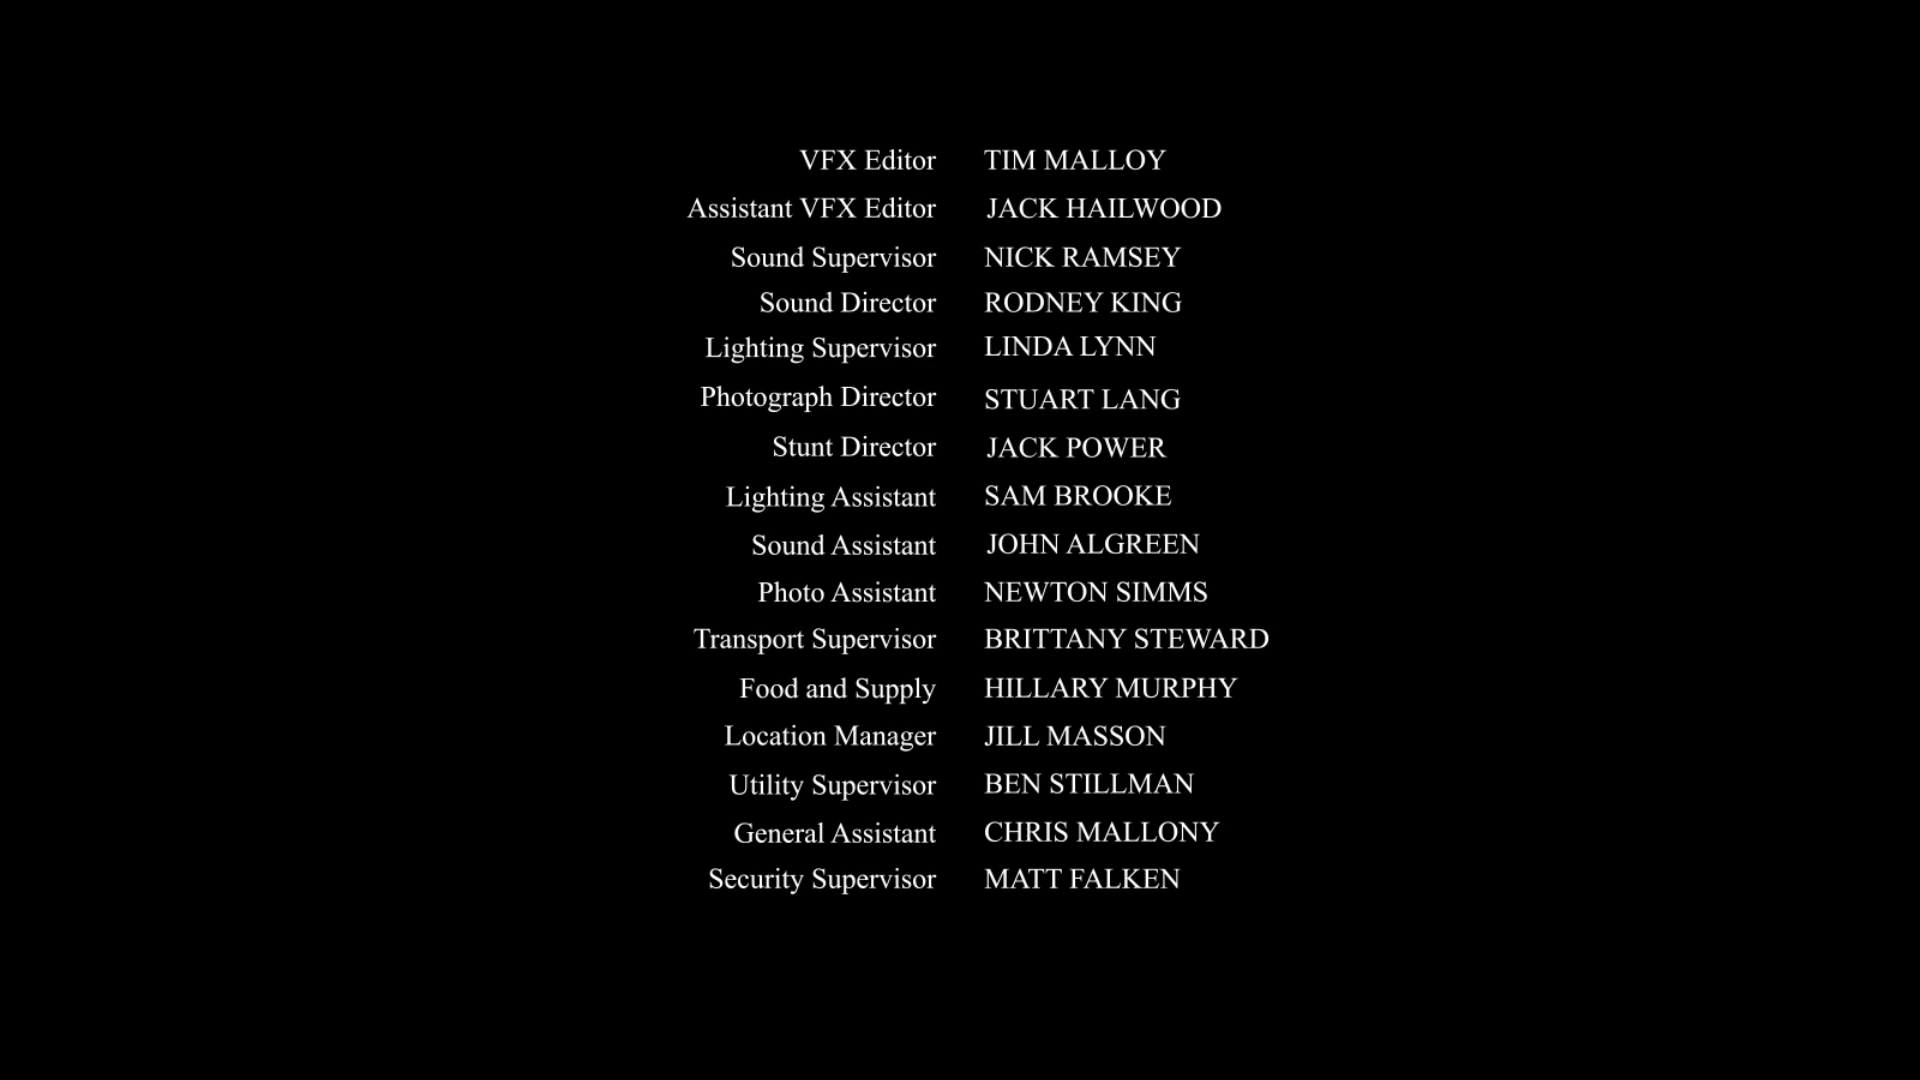 VFX Editor TIM MALLOY
Assistant VFX Editor JACK HAILWOOD
Sound Supervisor NICK RAMSEY
Sound Director RODNEY KING
Lighting Supervisor LINDA LYNN
Photograph Director STUART LANG
Stunt Director JACK POWER
Lighting Assistant SAM BROOKE
Sound Assistant JOHN ALGREEN
Photo Assistant NEWTON SIMMS
Transport Supervisor BRITTANY STEWARD
Food and Supply HILLARY MURPHY
Location Manager JILL MASSON
Utility Supervisor BEN STILLMAN
General Assistant CHRIS MALLONY
Security Supervisor MATT FALKEN